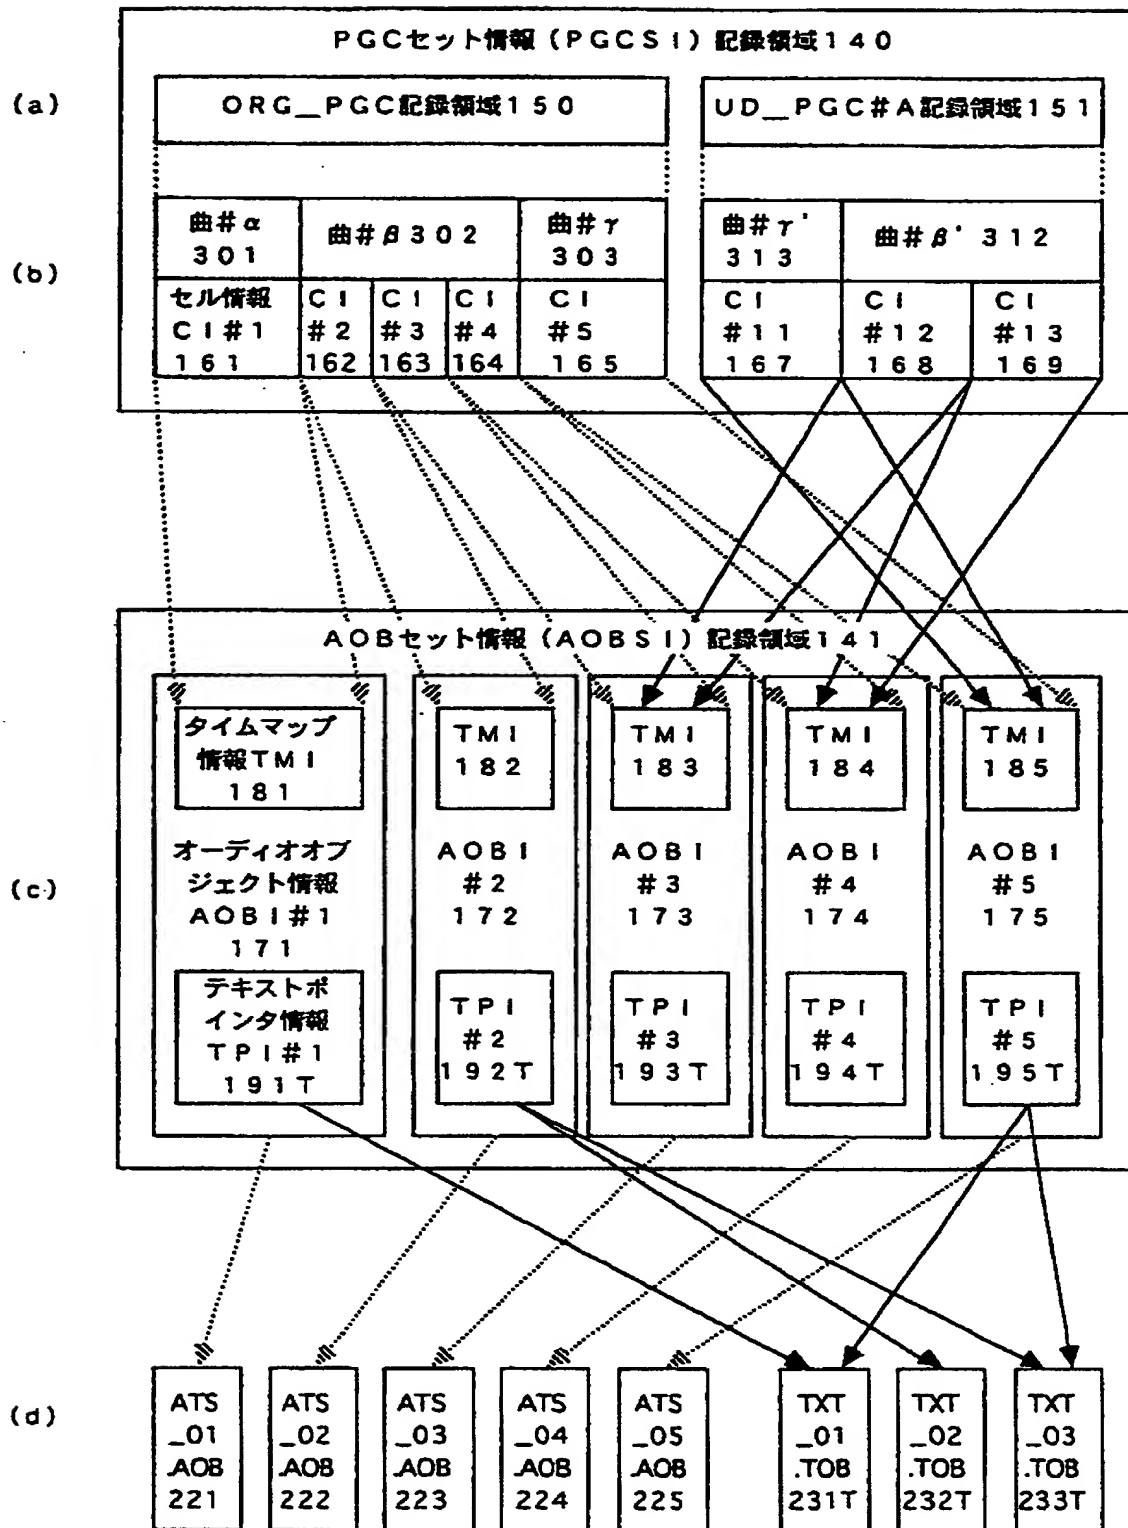 PGCセット情報(PGCSI)記録領域140
(a)
ORG__PGC記録領域150
UD__PGC#A記録領域151
(b)
曲#α
301
曲#β302
曲#γ
303
曲#γ'
313
曲#β'312
セル情報
CI#1
161
CI
#2
162
CI
#3
163
CI
#4
164
CI
#5
165
CI
#11
167
CI
#12
168
CI
#13
169
AOBセット情報(AOBSI)記録領域141
(c)
タイムマップ
情報TMI
181
TMI
182
TMI
183
TMI
184
TMI
185
オーディオオブ
ジェクト情報
AOBI#1
171
AOBI
#2
172
AOBI
#3
173
AOBI
#4
174
AOBI
#5
175
テキストポ
インタ情報
TPI#1
191T
TPI
#2
192T
TPI
#3
193T
TPI
#4
194T
TPI
#5
195T
(d)
ATS
_01
.AOB
221
ATS
_02
.AOB
222
ATS
_03
.AOB
223
ATS
_04
.AOB
224
ATS
_05
.AOB
225
TXT
_01
.TOB
231T
TXT
_02
.TOB
232T
TXT
_03
.TOB
233T